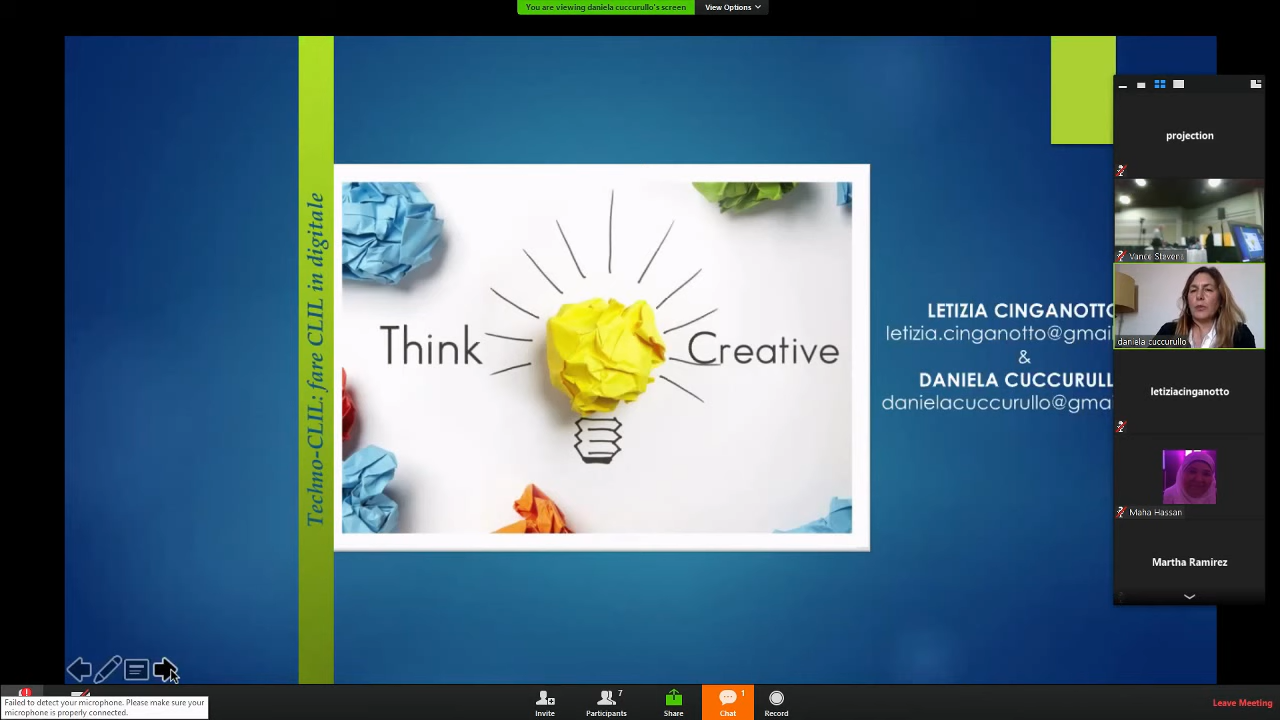 You are viewing daniela cuccurullo's screen
View Options
Techno-CLIL: fare CLIL in digitale
Think
Creative
LETIZIA CINGANOTTO
letizia.cinganotto@gmai
&
DANIELA CUCCURULL
danielacuccurullo@gma
projection
Vance Stevens
daniela cuccurullo
letiziacinganotto
Maha Hassan
Martha Ramirez
Failed to detect your microphone. Please make sure your
microphone is properly connected.
Invite
7
Participants
Share
1
Chat
Record
Leave Meeting